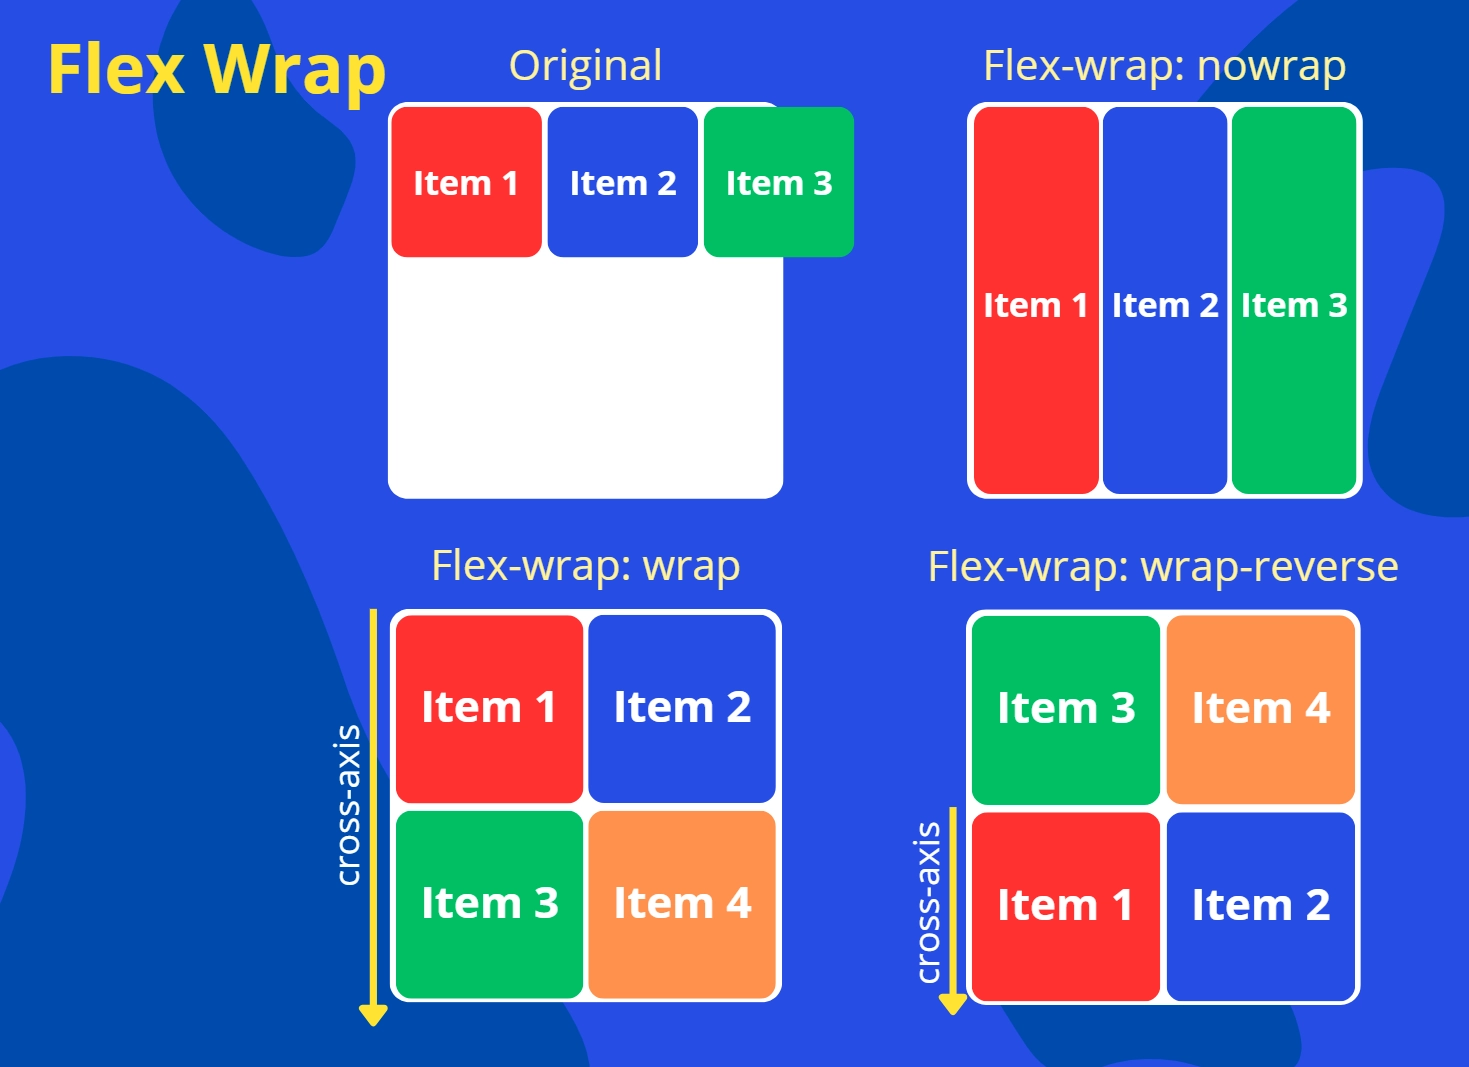 Flex Wrap
Original
Item 1
Item 2
Item 3
Flex-wrap: nowrap
Item 1
Item 2
Item 3
Flex-wrap: wrap
cross-axis
Item 1
Item 2
Item 3
Item 4
Flex-wrap: wrap-reverse
cross-axis
Item 3
Item 4
Item 1
Item 2